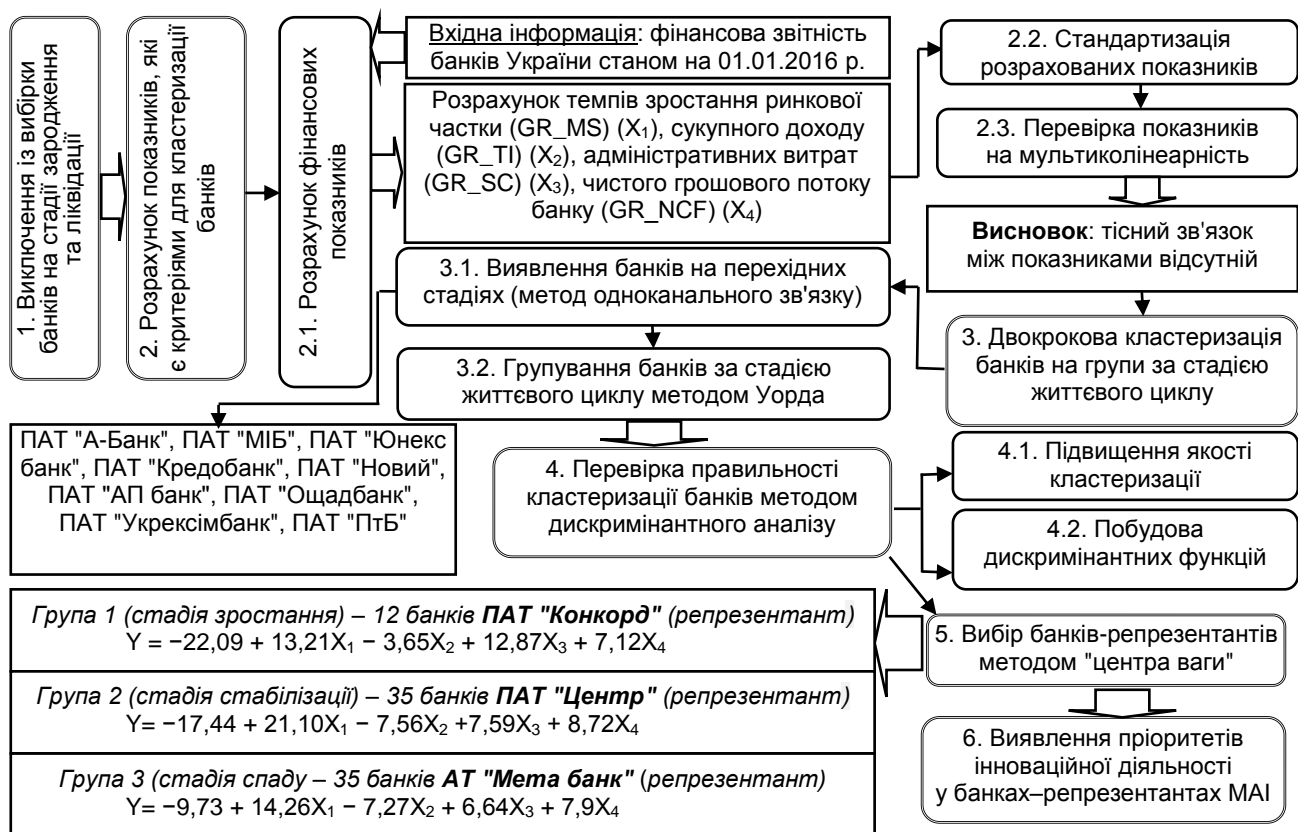 1. Виключення із вибірки
банків на стадії зародження
та ліквідації
2. Розрахунок показників, які
є критеріями для кластеризації
банків
2.1. Розрахунок фінансових
показників
Вхідна інформація: фінансова звітність
банків України станом на 01.01.2016 р.
Розрахунок темпів зростання ринкової
частки (GR_MS) (X₁), сукупного доходу
(GR_TI) (X₂), адміністративних витрат
(GR_SC) (X₃), чистого грошового потоку
банку (GR_NCF) (X₄)
2.2. Стандартизація
розрахованих показників
2.3. Перевірка показників
на мультиколінеарність
Висновок: тісний зв'язок
між показниками відсутній
3. Двокрокова кластеризація
банків на групи за стадією
життєвого циклу
3.1. Виявлення банків на перехідних
стадіях (метод одноканального зв'язку)
3.2. Групування банків за стадією
життєвого циклу методом Уорда
ПАТ "А-Банк", ПАТ "МІБ", ПАТ "Юнекс
банк", ПАТ "Кредобанк", ПАТ "Новий",
ПАТ "АП банк", ПАТ "Ощадбанк",
ПАТ "Укрексімбанк", ПАТ "ПтБ"
4. Перевірка правильності
кластеризації банків методом
дискримінантного аналізу
4.1. Підвищення якості
кластеризації
4.2. Побудова
дискримінантних функцій
5. Вибір банків-репрезентантів
методом "центра ваги"
Група 1 (стадія зростання) – 12 банків ПАТ "Конкорд" (репрезентант)
Y = −22,09 + 13,21X₁ − 3,65X₂ + 12,87X₃ + 7,12X₄
Група 2 (стадія стабілізації) – 35 банків ПАТ "Центр" (репрезентант)
Y= −17,44 + 21,10X₁ − 7,56X₂ +7,59X₃ + 8,72X₄
Група 3 (стадія спаду – 35 банків АТ "Мета банк" (репрезентант)
Y= −9,73 + 14,26X₁ − 7,27X₂ + 6,64X₃ + 7,9X₄
6. Виявлення пріоритетів
інноваційної діяльності
у банках–репрезентантах МАІ